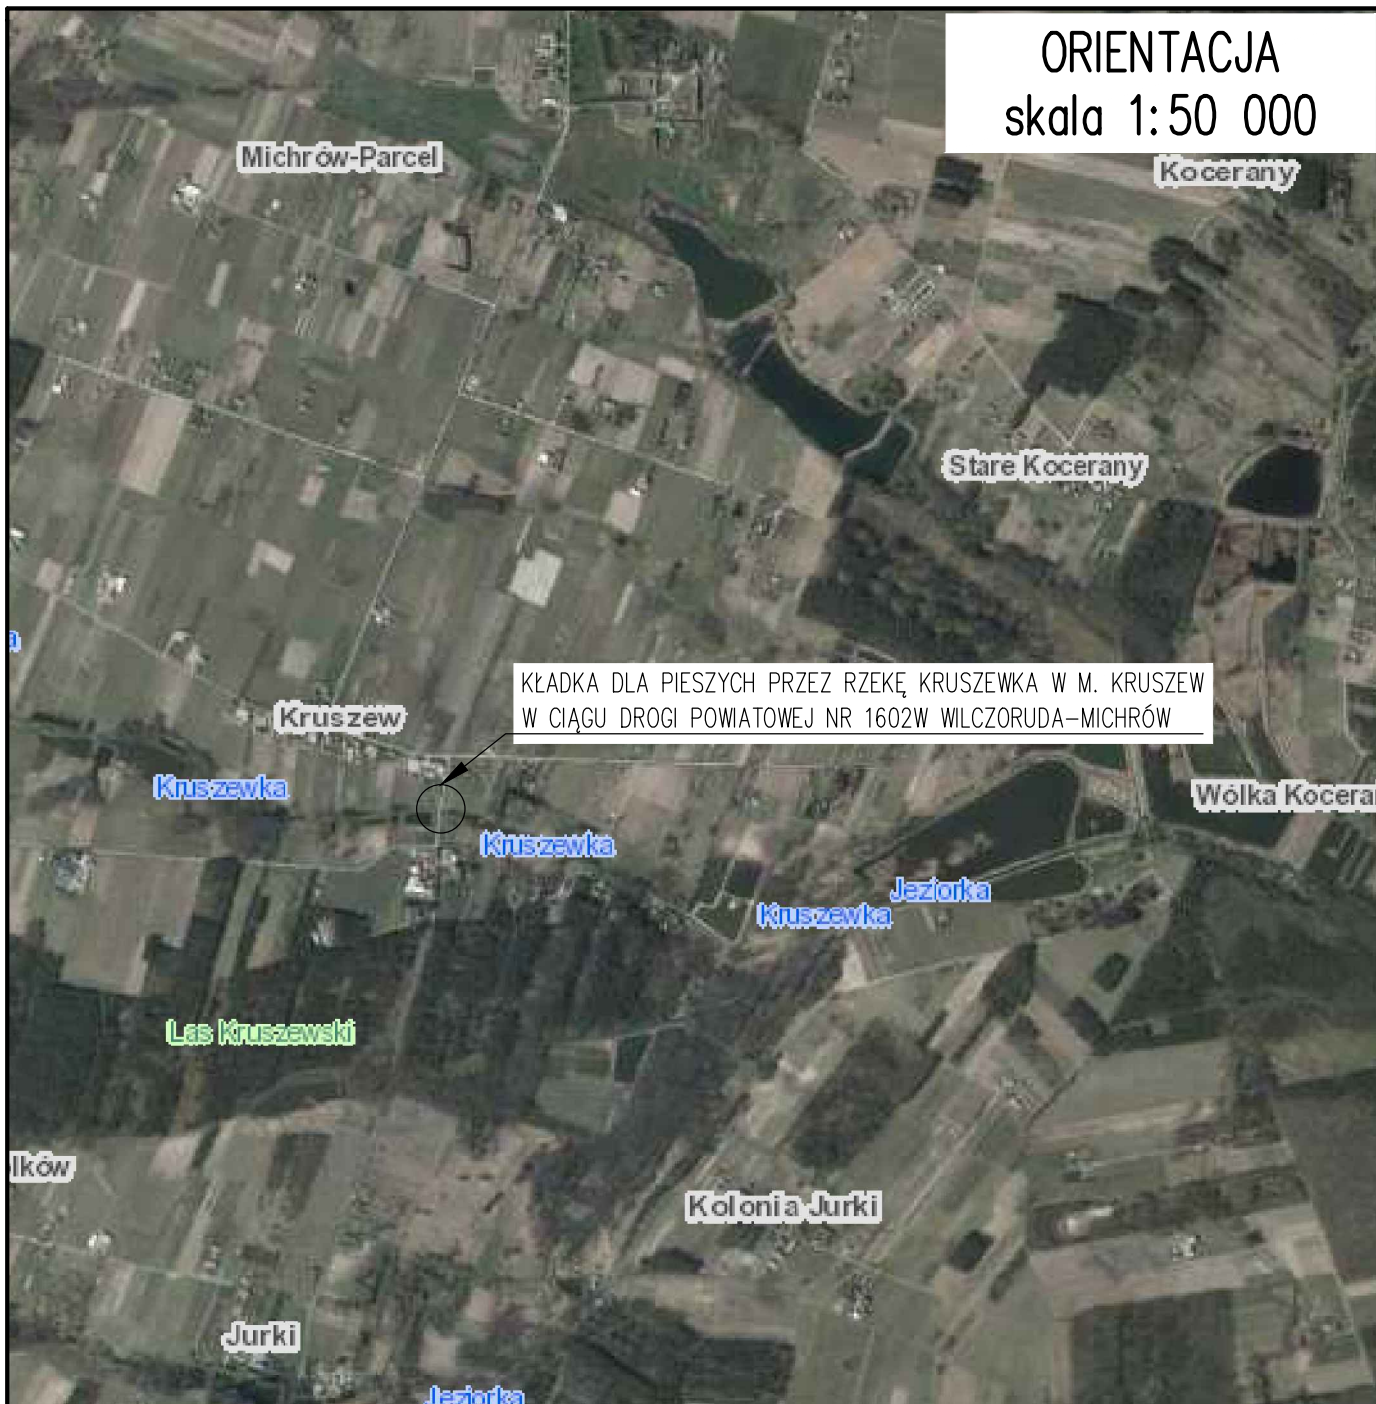 ORIENTACJA
skala 1:50 000
Michrów-Parcel
Kocerany
Stare Kocerany
KŁADKA DLA PIESZYCH PRZEZ RZEKĘ KRUSZEWKA W M. KRUSZEW
W CIĄGU DROGI POWIATOWEJ NR 1602W WILCZORUDA–MICHRÓW
Kruszew
Kruszewka
Wólka Kocera
Kruszewka
Jeziorka
Kruszewka
Las Kruszewski
lków
Kolonia Jurki
Jurki
Jeziorka